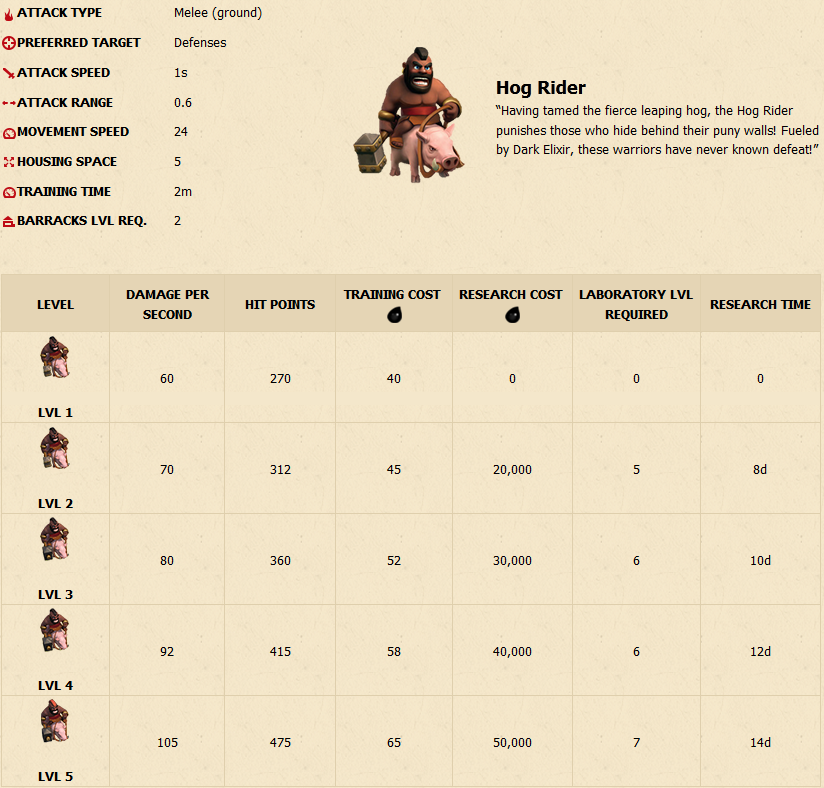 ATTACK TYPE Melee (ground)
PREFERRED TARGET Defenses
ATTACK SPEED 1s
ATTACK RANGE 0.6
MOVEMENT SPEED 24
HOUSING SPACE 5
TRAINING TIME 2m
BARRACKS LVL REQ. 2
Hog Rider
“Having tamed the fierce leaping hog, the Hog Rider
punishes those who hide behind their puny walls! Fueled
by Dark Elixir, these warriors have never known defeat!”
LEVEL DAMAGE PER SECOND HIT POINTS TRAINING COST RESEARCH COST LABORATORY LVL REQUIRED RESEARCH TIME
LVL 1 60 270 40 0 0 0
LVL 2 70 312 45 20,000 5 8d
LVL 3 80 360 52 30,000 6 10d
LVL 4 92 415 58 40,000 6 12d
LVL 5 105 475 65 50,000 7 14d